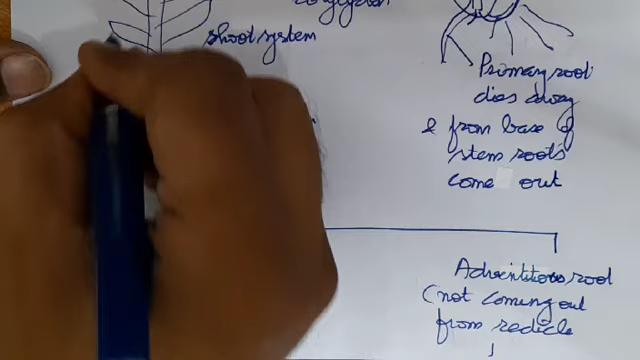 shoot system
Primary root
dies away
& from base of
stem roots
come out
Adventitious root
(not coming out
from redicle